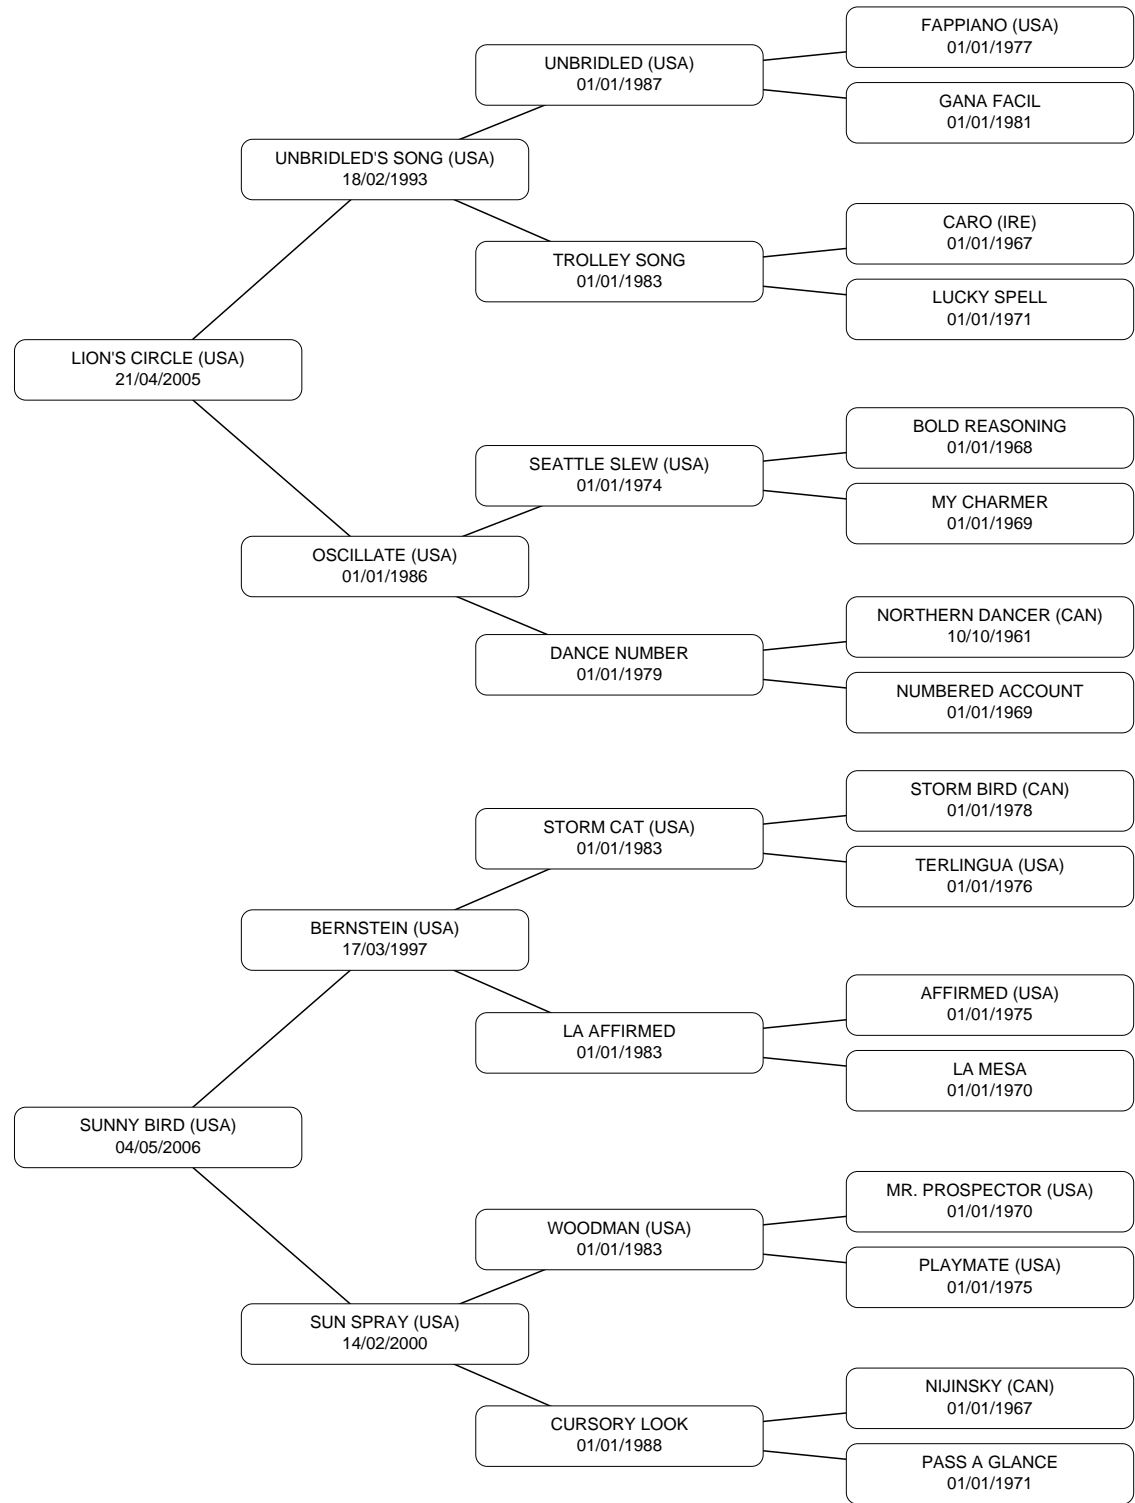 FAPPIANO (USA)
01/01/1977
UNBRIDLED (USA)
01/01/1987
GANA FACIL
01/01/1981
UNBRIDLED'S SONG (USA)
18/02/1993
CARO (IRE)
01/01/1967
TROLLEY SONG
01/01/1983
LUCKY SPELL
01/01/1971
LION'S CIRCLE (USA)
21/04/2005
BOLD REASONING
01/01/1968
SEATTLE SLEW (USA)
01/01/1974
MY CHARMER
01/01/1969
OSCILLATE (USA)
01/01/1986
NORTHERN DANCER (CAN)
10/10/1961
DANCE NUMBER
01/01/1979
NUMBERED ACCOUNT
01/01/1969
STORM BIRD (CAN)
01/01/1978
STORM CAT (USA)
01/01/1983
TERLINGUA (USA)
01/01/1976
BERNSTEIN (USA)
17/03/1997
AFFIRMED (USA)
01/01/1975
LA AFFIRMED
01/01/1983
LA MESA
01/01/1970
SUNNY BIRD (USA)
04/05/2006
MR. PROSPECTOR (USA)
01/01/1970
WOODMAN (USA)
01/01/1983
PLAYMATE (USA)
01/01/1975
SUN SPRAY (USA)
14/02/2000
NIJINSKY (CAN)
01/01/1967
CURSORY LOOK
01/01/1988
PASS A GLANCE
01/01/1971